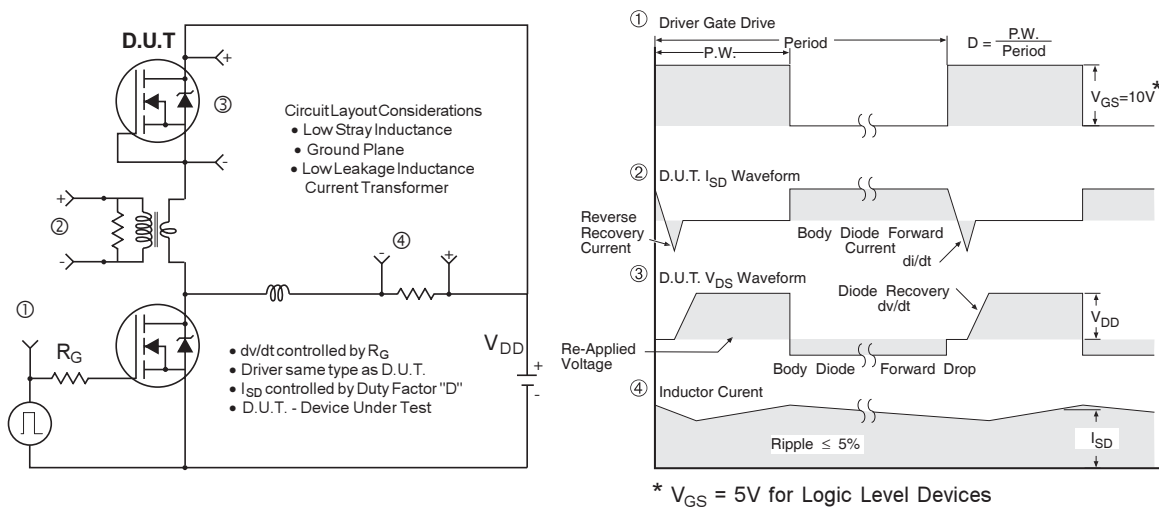 D.U.T
+
③
-
Circuit Layout Considerations
• Low Stray Inductance
• Ground Plane
• Low Leakage Inductance
Current Transformer
+
②
-
④
-
+
①
R_G
• dv/dt controlled by R_G
• Driver same type as D.U.T.
• I_SD controlled by Duty Factor "D"
• D.U.T. - Device Under Test
V_DD
+
-
① Driver Gate Drive
P.W.
Period
D = P.W. / Period
V_GS=10V *
② D.U.T. I_SD Waveform
Reverse
Recovery
Current
Body Diode Forward
Current
di/dt
③ D.U.T. V_DS Waveform
Diode Recovery
dv/dt
V_DD
Re-Applied
Voltage
Body Diode Forward Drop
④ Inductor Curent
Ripple ≤ 5%
I_SD
* V_GS = 5V for Logic Level Devices